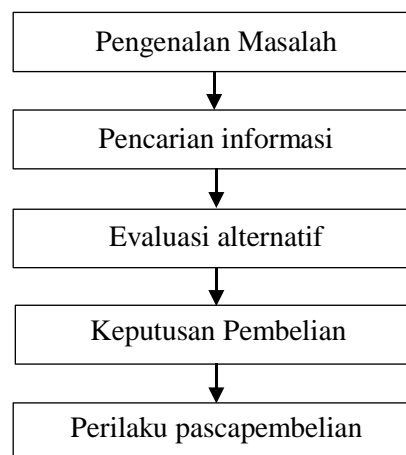 Pengenalan Masalah
Pencarian informasi
Evaluasi alternatif
Keputusan Pembelian
Perilaku pascapembelian